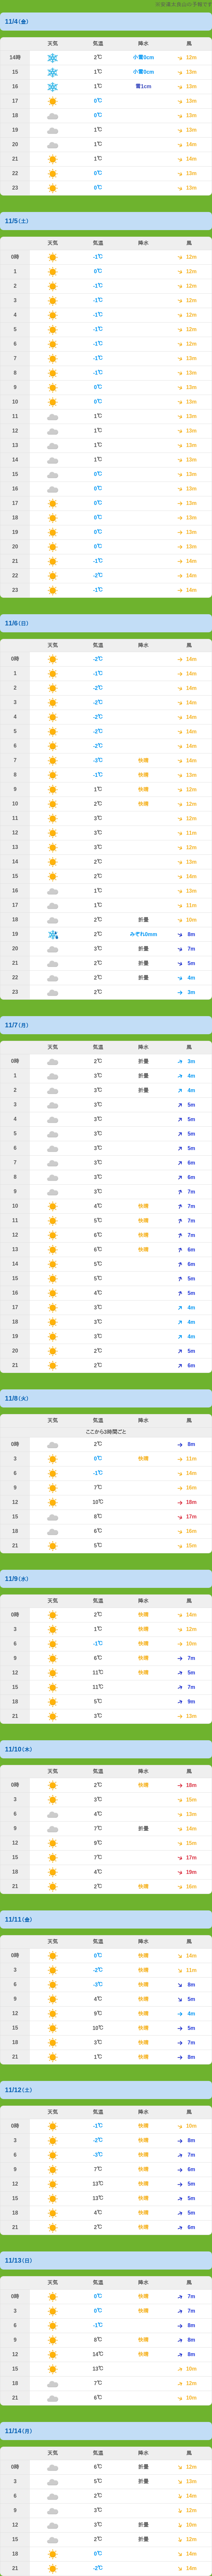 ※安達太良山の予報です
11/4(金)
天気 気温 降水 風
14時 2℃ 小雪0cm 12m
15 1℃ 小雪0cm 13m
16 1℃ 雪1cm 13m
17 0℃ 13m
18 0℃ 13m
19 1℃ 13m
20 1℃ 14m
21 1℃ 14m
22 0℃ 13m
23 0℃ 13m
11/5(土)
天気 気温 降水 風
0時 -1℃ 12m
1 0℃ 12m
2 -1℃ 12m
3 -1℃ 13m
4 -1℃ 12m
5 -1℃ 12m
6 -1℃ 12m
7 -1℃ 13m
8 -1℃ 13m
9 0℃ 13m
10 0℃ 13m
11 1℃ 13m
12 1℃ 13m
13 1℃ 13m
14 1℃ 13m
15 0℃ 13m
16 0℃ 13m
17 0℃ 13m
18 0℃ 13m
19 0℃ 13m
20 0℃ 13m
21 -1℃ 14m
22 -2℃ 14m
23 -1℃ 14m
11/6(日)
天気 気温 降水 風
0時 -2℃ 14m
1 -1℃ 14m
2 -2℃ 14m
3 -2℃ 14m
4 -2℃ 14m
5 -2℃ 14m
6 -2℃ 14m
7 -3℃ 快晴 14m
8 -1℃ 快晴 13m
9 1℃ 快晴 12m
10 2℃ 快晴 12m
11 3℃ 12m
12 3℃ 11m
13 3℃ 12m
14 2℃ 13m
15 2℃ 14m
16 1℃ 13m
17 1℃ 11m
18 2℃ 折畳 10m
19 2℃ みぞれ0mm 8m
20 3℃ 折畳 7m
21 2℃ 折畳 5m
22 2℃ 折畳 4m
23 2℃ 3m
11/7(月)
天気 気温 降水 風
0時 2℃ 折畳 3m
1 3℃ 折畳 4m
2 3℃ 折畳 4m
3 3℃ 5m
4 3℃ 5m
5 3℃ 5m
6 3℃ 5m
7 3℃ 6m
8 3℃ 6m
9 3℃ 7m
10 4℃ 快晴 7m
11 5℃ 快晴 7m
12 6℃ 快晴 7m
13 6℃ 快晴 6m
14 5℃ 6m
15 5℃ 5m
16 4℃ 5m
17 3℃ 4m
18 3℃ 4m
19 3℃ 4m
20 2℃ 5m
21 2℃ 6m
11/8(火)
天気 気温 降水 風
ここから3時間ごと
0時 2℃ 8m
3 0℃ 快晴 11m
6 -1℃ 14m
9 7℃ 16m
12 10℃ 18m
15 8℃ 17m
18 6℃ 16m
21 5℃ 15m
11/9(水)
天気 気温 降水 風
0時 2℃ 快晴 14m
3 1℃ 快晴 12m
6 -1℃ 快晴 10m
9 6℃ 快晴 7m
12 11℃ 快晴 5m
15 11℃ 7m
18 5℃ 9m
21 3℃ 13m
11/10(木)
天気 気温 降水 風
0時 2℃ 快晴 18m
3 3℃ 15m
6 4℃ 13m
9 7℃ 折畳 14m
12 9℃ 15m
15 7℃ 17m
18 4℃ 19m
21 2℃ 快晴 16m
11/11(金)
天気 気温 降水 風
0時 0℃ 快晴 14m
3 -2℃ 快晴 11m
6 -3℃ 快晴 8m
9 4℃ 快晴 5m
12 9℃ 快晴 4m
15 10℃ 快晴 5m
18 3℃ 快晴 7m
21 1℃ 快晴 8m
11/12(土)
天気 気温 降水 風
0時 -1℃ 快晴 10m
3 -2℃ 快晴 8m
6 -3℃ 快晴 7m
9 7℃ 快晴 6m
12 13℃ 快晴 5m
15 13℃ 快晴 5m
18 4℃ 快晴 5m
21 2℃ 快晴 6m
11/13(日)
天気 気温 降水 風
0時 0℃ 快晴 7m
3 0℃ 快晴 7m
6 -1℃ 快晴 8m
9 8℃ 快晴 8m
12 14℃ 快晴 8m
15 13℃ 10m
18 7℃ 12m
21 6℃ 10m
11/14(月)
天気 気温 降水 風
0時 6℃ 折畳 12m
3 5℃ 折畳 13m
6 2℃ 14m
9 3℃ 12m
12 3℃ 折畳 10m
15 2℃ 折畳 12m
18 0℃ 14m
21 -2℃ 14m